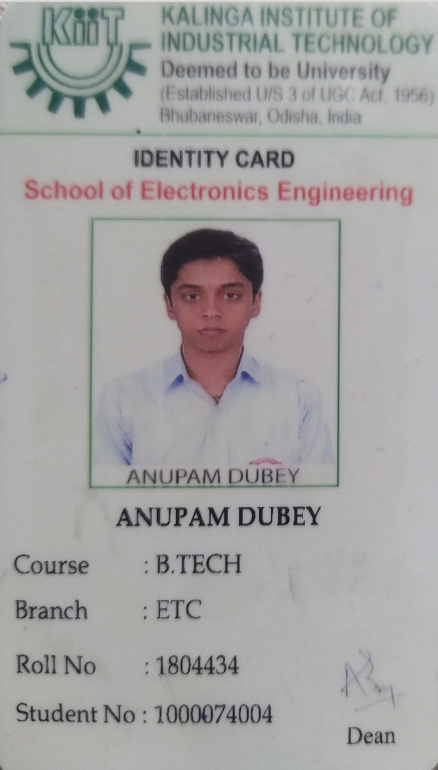 KiiT
KALINGA INSTITUTE OF
INDUSTRIAL TECHNOLOGY
Deemed to be University
(Established U/S 3 of UGC Act, 1956)
Bhubaneswar, Odisha, India
IDENTITY CARD
School of Electronics Engineering
ANUPAM DUBEY
ANUPAM DUBEY
Course : B.TECH
Branch : ETC
Roll No : 1804434
Student No : 1000074004
Dean